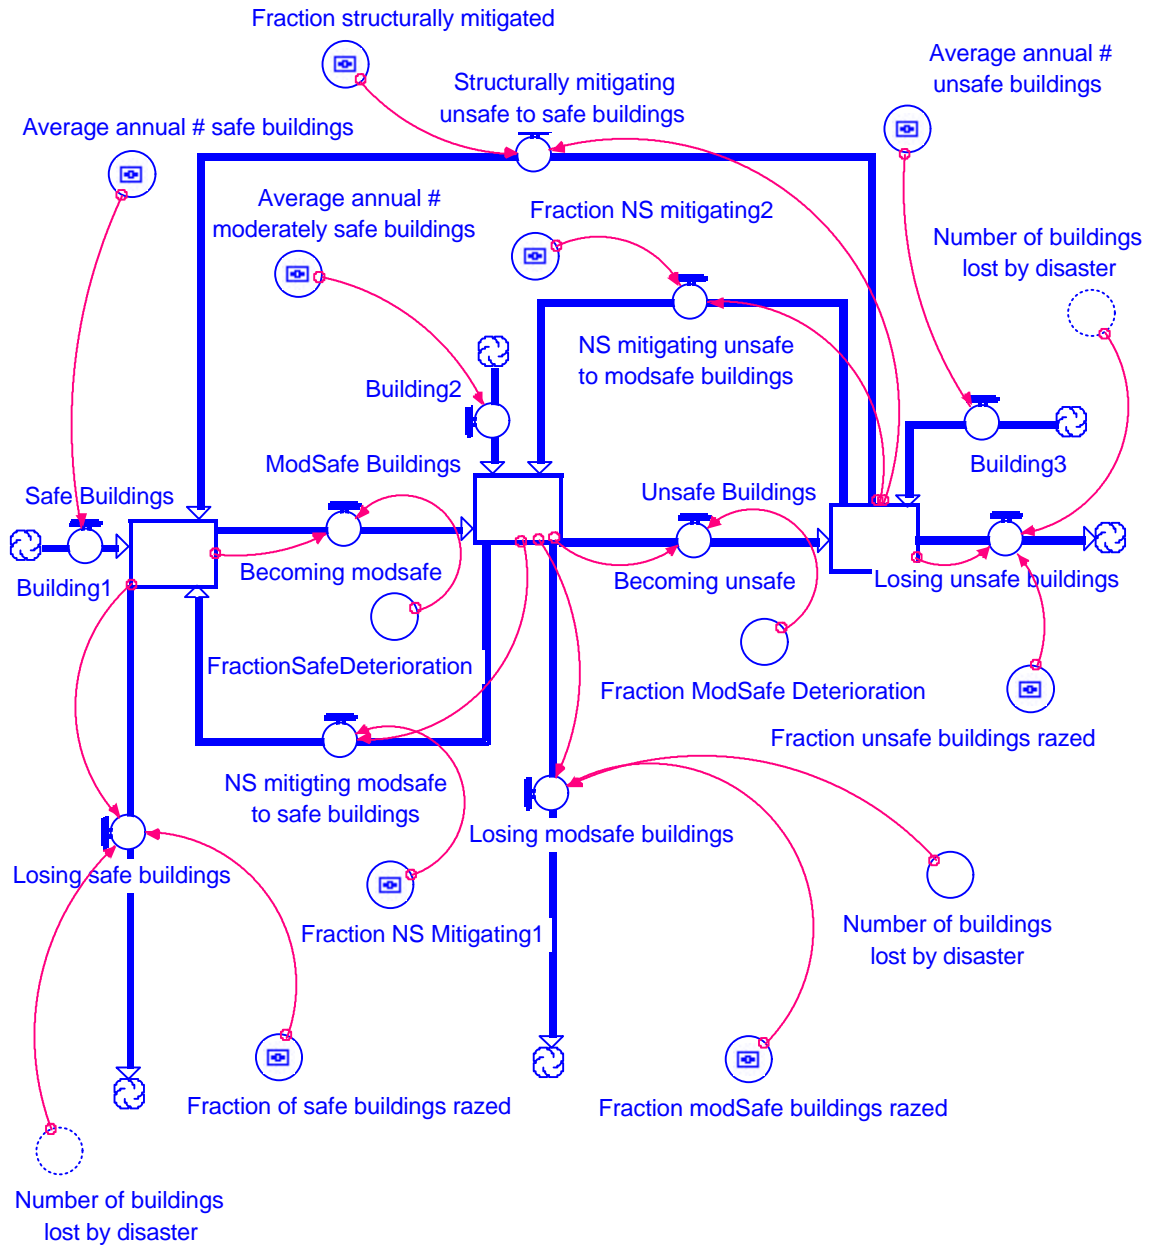 Fraction structurally mitigated
Structurally mitigating
unsafe to safe buildings
Average annual #
unsafe buildings
Average annual # safe buildings
Average annual #
moderately safe buildings
Fraction NS mitigating2
Number of buildings
lost by disaster
NS mitigating unsafe
to modsafe buildings
Building2
Building3
ModSafe Buildings
Safe Buildings
Unsafe Buildings
Building1
Becoming modsafe
Becoming unsafe
Losing unsafe buildings
FractionSafeDeterioration
Fraction ModSafe Deterioration
Fraction unsafe buildings razed
NS mitigting modsafe
to safe buildings
Losing modsafe buildings
Losing safe buildings
Fraction NS Mitigating1
Number of buildings
lost by disaster
Fraction of safe buildings razed
Fraction modSafe buildings razed
Number of buildings
lost by disaster